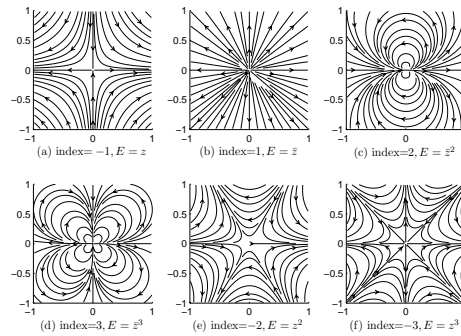 1
0.5
0
−0.5
−1
−1 0 1
(a) index= −1, E = z
1
0.5
0
−0.5
−1
−1 0 1
(b) index=1, E = z̄
1
0.5
0
−0.5
−1
−1 0 1
(c) index=2, E = z̄²
1
0.5
0
−0.5
−1
−1 0 1
(d) index=3, E = z̄³
1
0.5
0
−0.5
−1
−1 0 1
(e) index=−2, E = z²
1
0.5
0
−0.5
−1
−1 0 1
(f) index=−3, E = z³